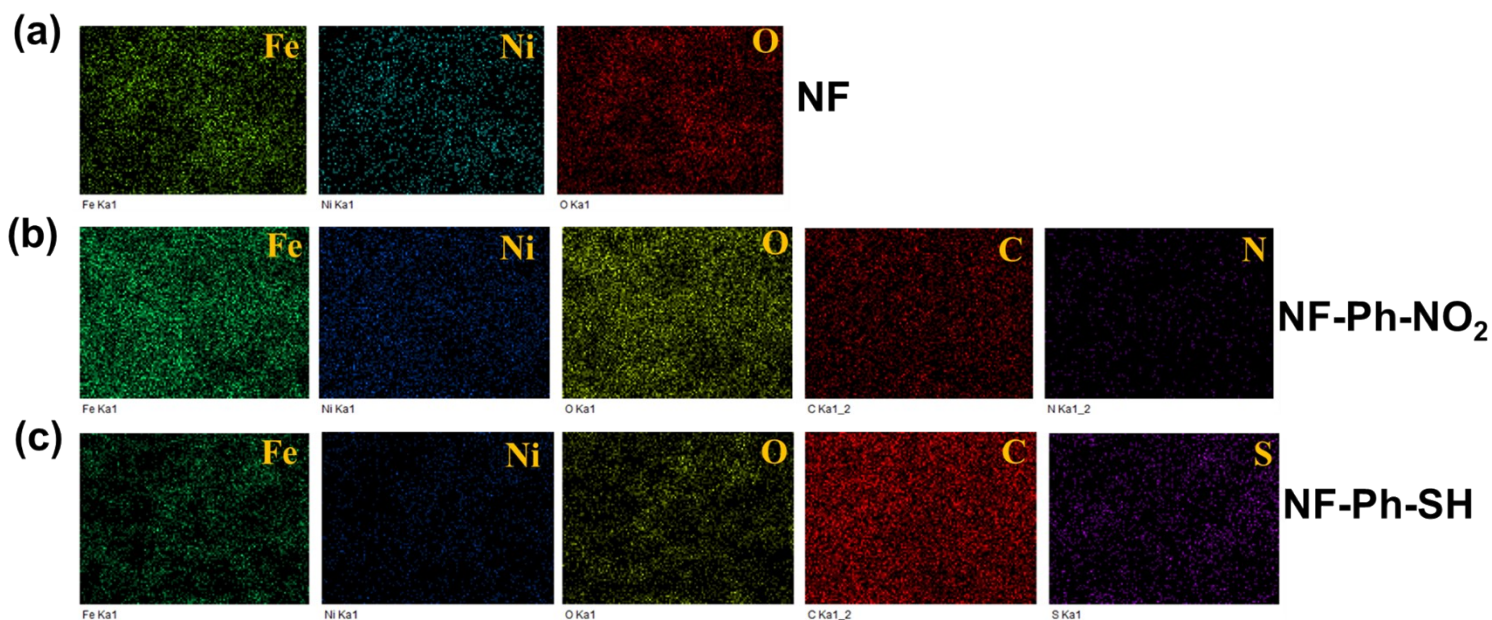 (a)
Fe
Ni
O
NF
Fe Ka1
Ni Ka1
O Ka1
(b)
Fe
Ni
O
C
N
NF-Ph-NO₂
Fe Ka1
Ni Ka1
O Ka1
C Ka1_2
N Ka1_2
(c)
Fe
Ni
O
C
S
NF-Ph-SH
Fe Ka1
Ni Ka1
O Ka1
C Ka1_2
S Ka1